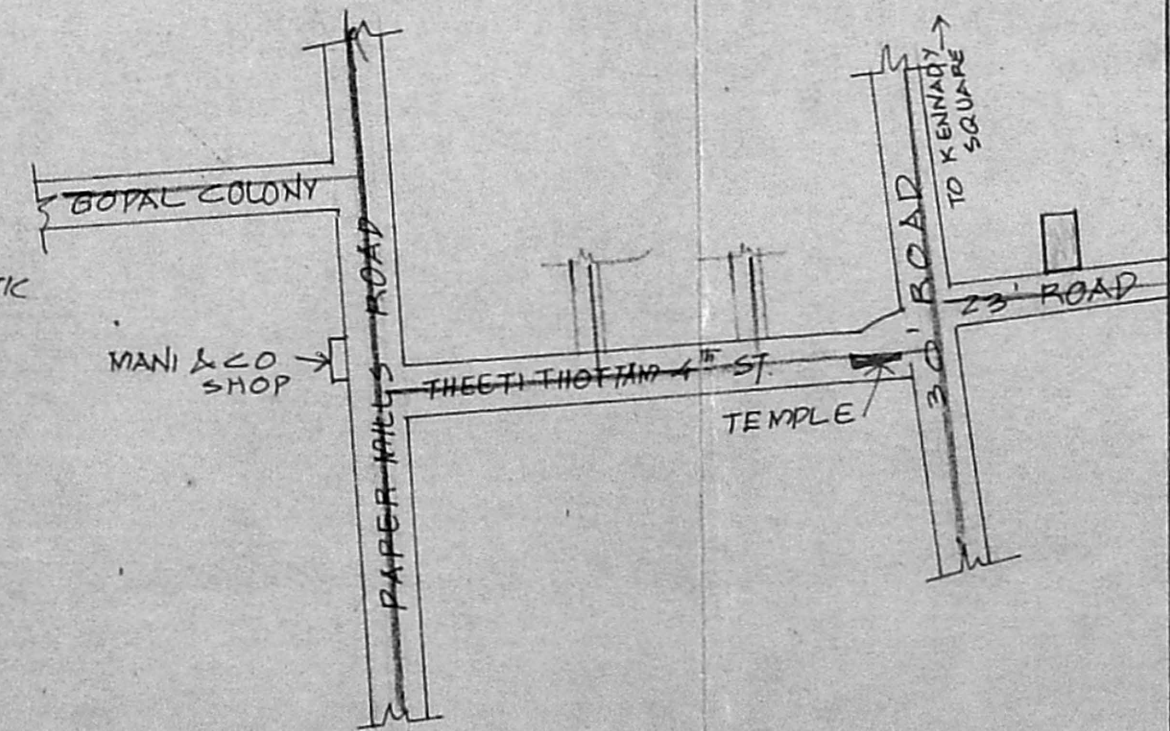 TO KENNADY
SQUARE
GOPAL COLONY
PAPER MILLS ROAD
30' ROAD
23' ROAD
TIC
MANI & CO
SHOP
THEETI THOTTAM 4th ST.
TEMPLE